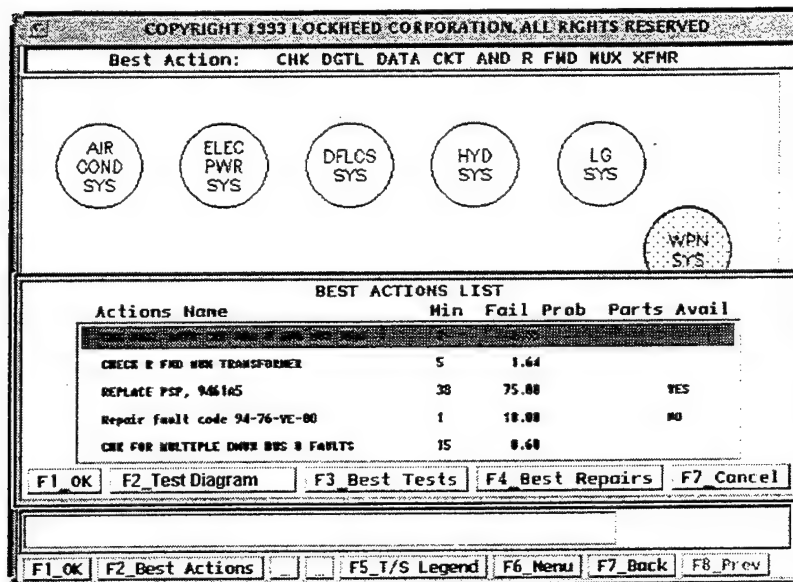 COPYRIGHT 1993 LOCKHEED CORPORATION. ALL RIGHTS RESERVED
Best Action: CHK DGTL DATA CKT AND R FWD MUX XFMR
AIR COND SYS
ELEC PWR SYS
DFLCS SYS
HYD SYS
LG SYS
WPN SYS
BEST ACTIONS LIST
Actions Name Min Fail Prob Parts Avail
CHECK R FWD MUX TRANSFORMER 5 1.64
REPLACE PSP, 9461A5 38 75.00 YES
Repair fault code 94-76-VE-00 1 10.00 NO
CHK FOR MULTIPLE DMUX BUS B FAULTS 15 0.60
F1_OK F2_Test Diagram F3_Best Tests F4_Best Repairs F7_Cancel
F1_OK F2_Best Actions _ _ F5_T/S Legend F6_Menu F7_Back F8_Prev